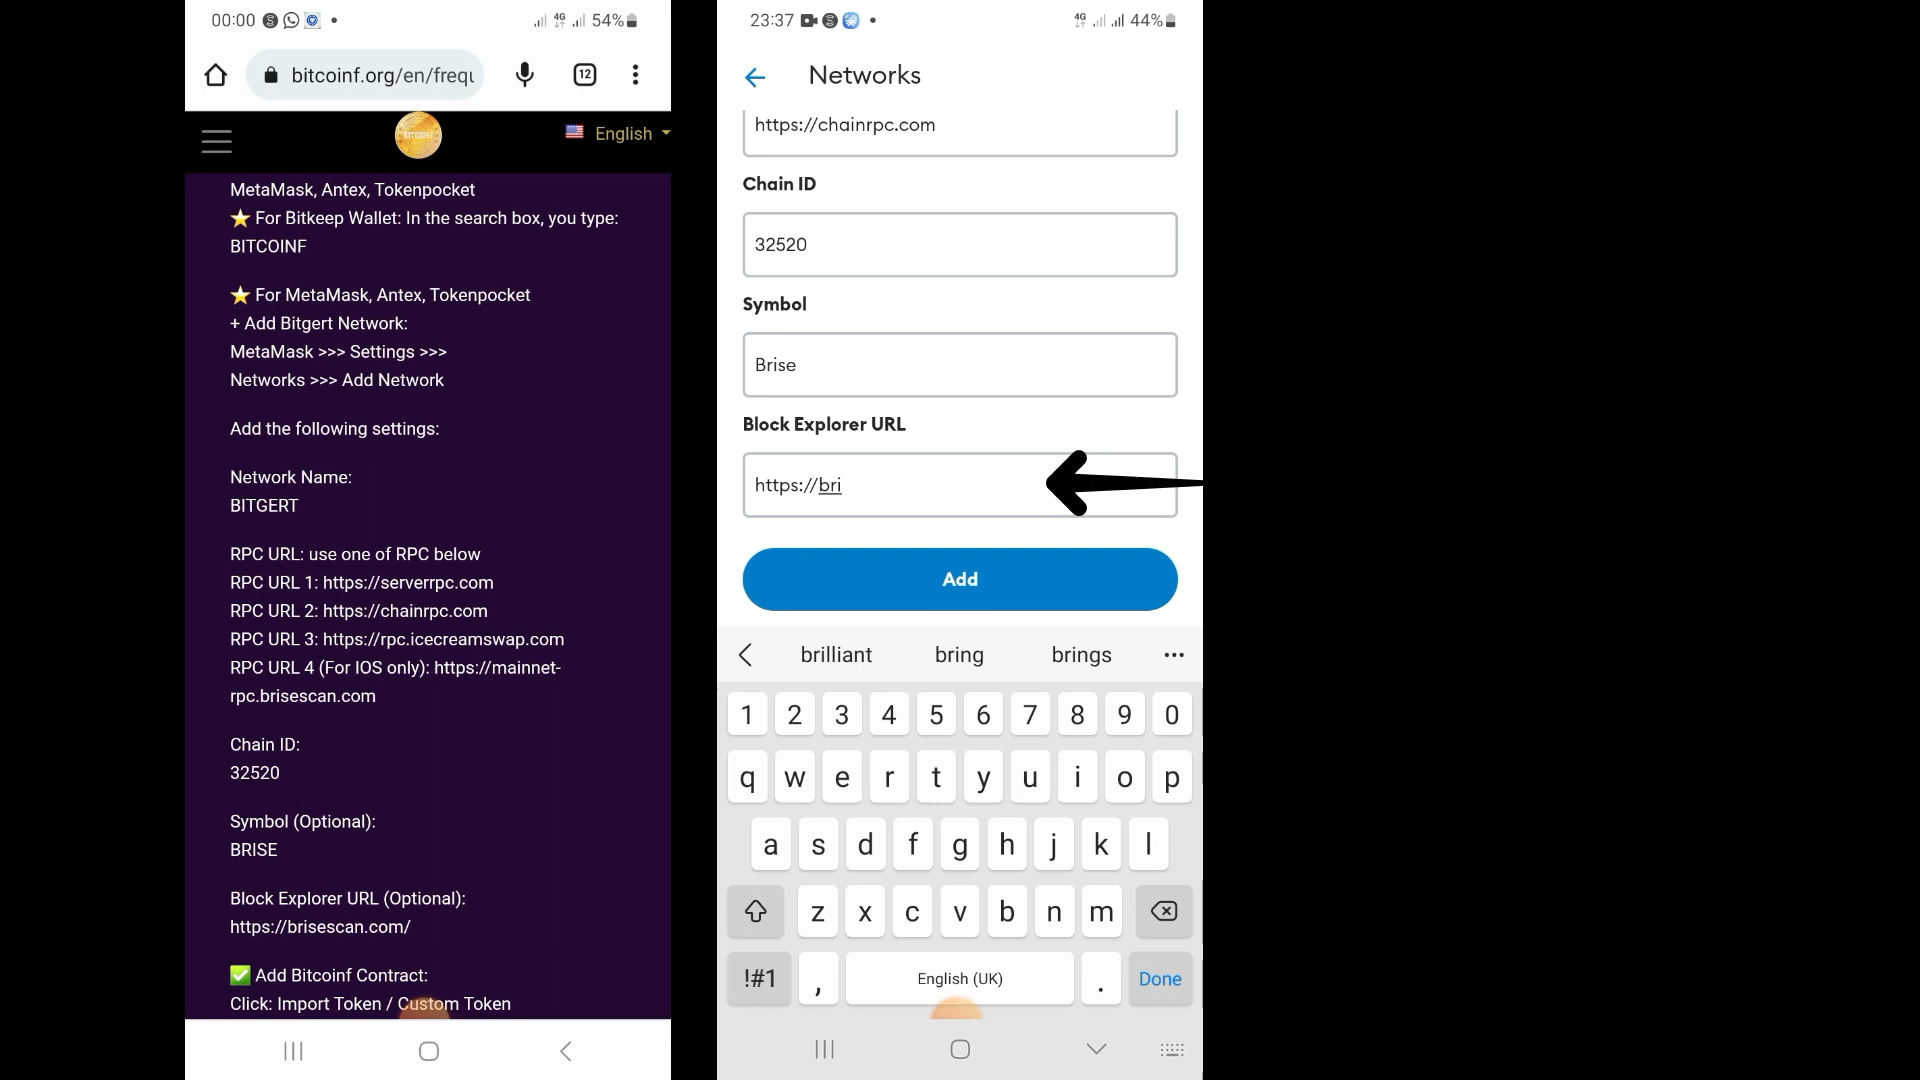 00:00
4G
54%
bitcoinf.org/en/frequ
12
BITCOINF
English
MetaMask, Antex, Tokenpocket
⭐ For Bitkeep Wallet: In the search box, you type:
BITCOINF
⭐ For MetaMask, Antex, Tokenpocket
+ Add Bitgert Network:
MetaMask >>> Settings >>>
Networks >>> Add Network
Add the following settings:
Network Name:
BITGERT
RPC URL: use one of RPC below
RPC URL 1: https://serverrpc.com
RPC URL 2: https://chainrpc.com
RPC URL 3: https://rpc.icecreamswap.com
RPC URL 4 (For IOS only): https://mainnet-
rpc.brisescan.com
Chain ID:
32520
Symbol (Optional):
BRISE
Block Explorer URL (Optional):
https://brisescan.com/
✅ Add Bitcoinf Contract:
Click: Import Token / Custom Token
23:37
4G
44%
Networks
https://chainrpc.com
Chain ID
32520
Symbol
Brise
Block Explorer URL
https://bri
Add
brilliant bring brings
1 2 3 4 5 6 7 8 9 0
q w e r t y u i o p
a s d f g h j k l
z x c v b n m
!#1 , English (UK) . Done